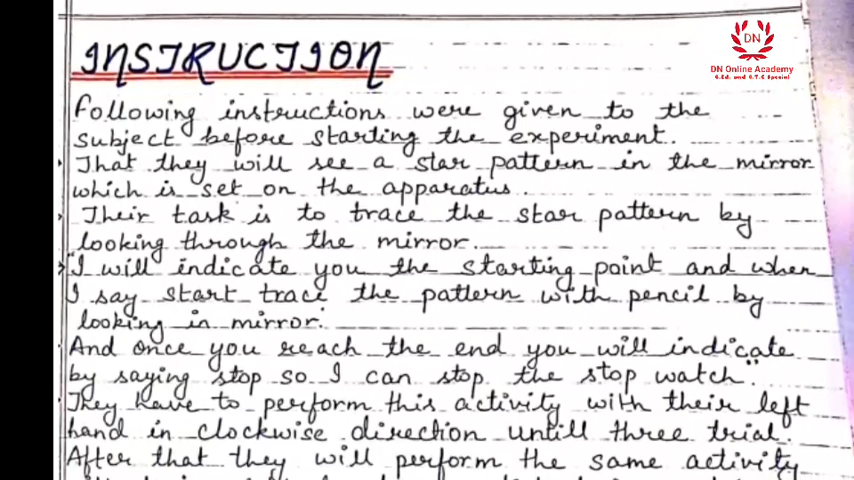 INSTRUCTION
DN
DN Online Academy
B.Ed. and B.T.C Special
Following instructions were given to the
subject before starting the experiment.
That they will see a star pattern in the mirror
which is set on the apparatus.
Their task is to trace the star pattern by
looking through the mirror.
"I will indicate you the starting point and when
I say start trace the pattern with pencil by
looking in mirror.
And once you reach the end you will indicate
by saying stop so I can stop the stop watch".
They have to perform this activity with their left
hand in clockwise direction untill three trial.
After that they will perform the same activity